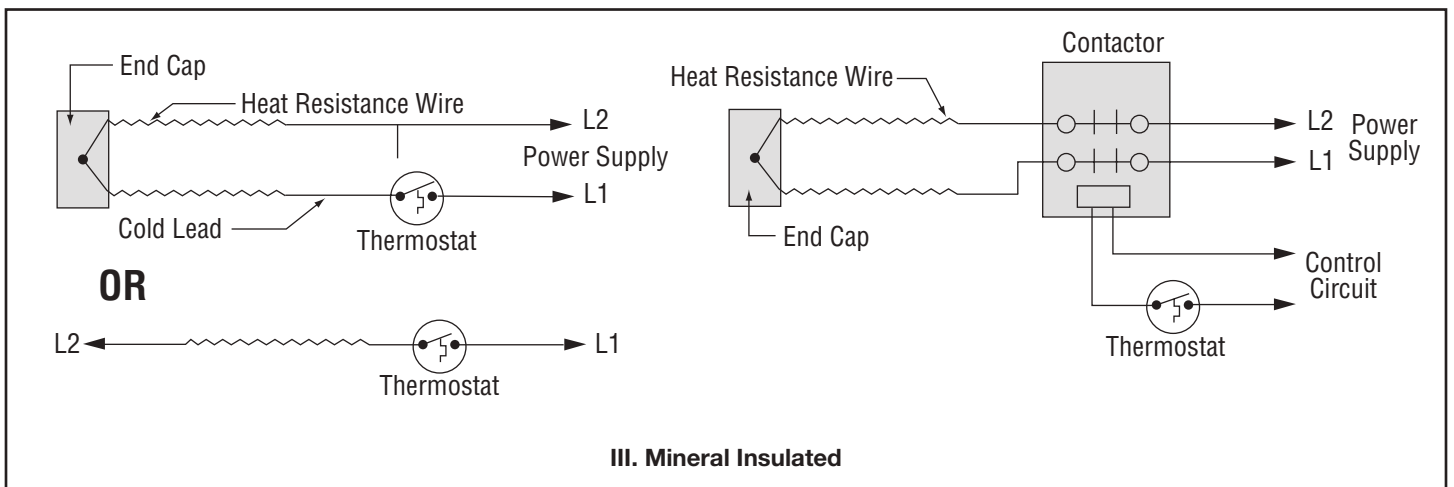 End Cap
Heat Resistance Wire
L2
Power Supply
L1
Cold Lead
Thermostat
OR
L2
L1
Thermostat
Contactor
Heat Resistance Wire
L2
Power
Supply
L1
End Cap
Control
Circuit
Thermostat
III. Mineral Insulated